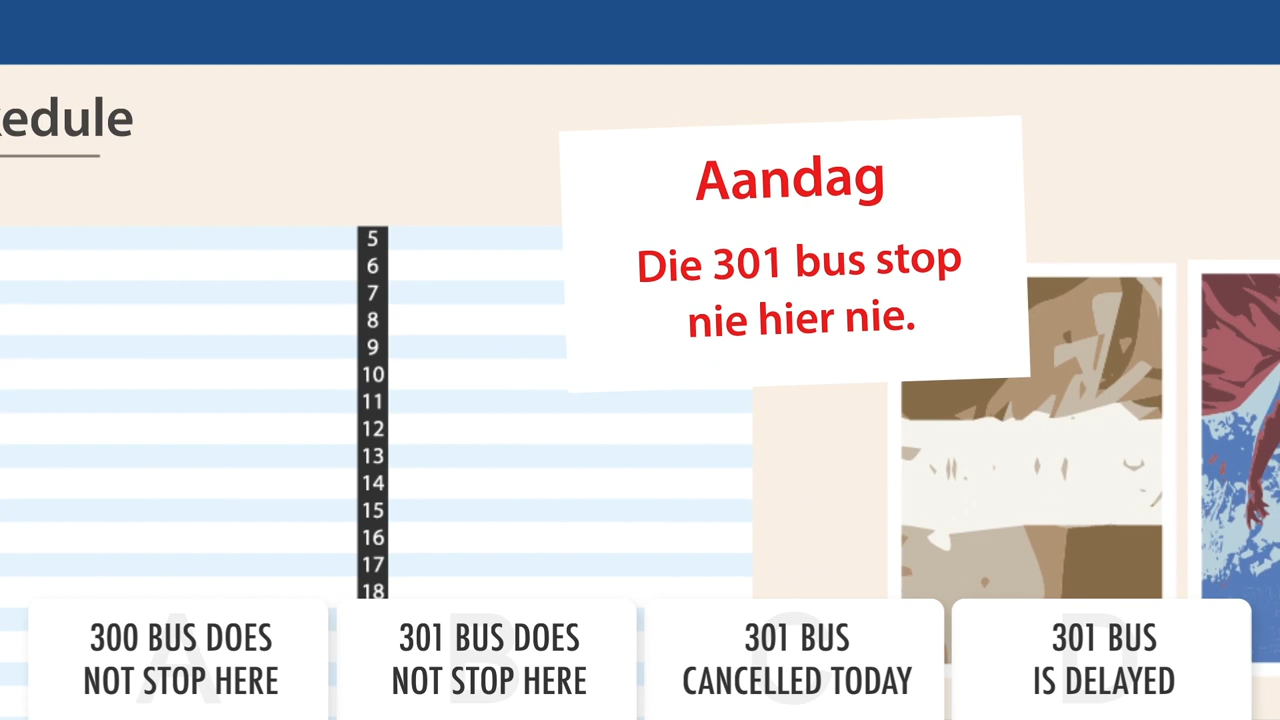 kedule
Aandag
Die 301 bus stop
nie hier nie.
5
6
7
8
9
10
11
12
13
14
15
16
17
18
A
300 BUS DOES
NOT STOP HERE
B
301 BUS DOES
NOT STOP HERE
C
301 BUS
CANCELLED TODAY
D
301 BUS
IS DELAYED